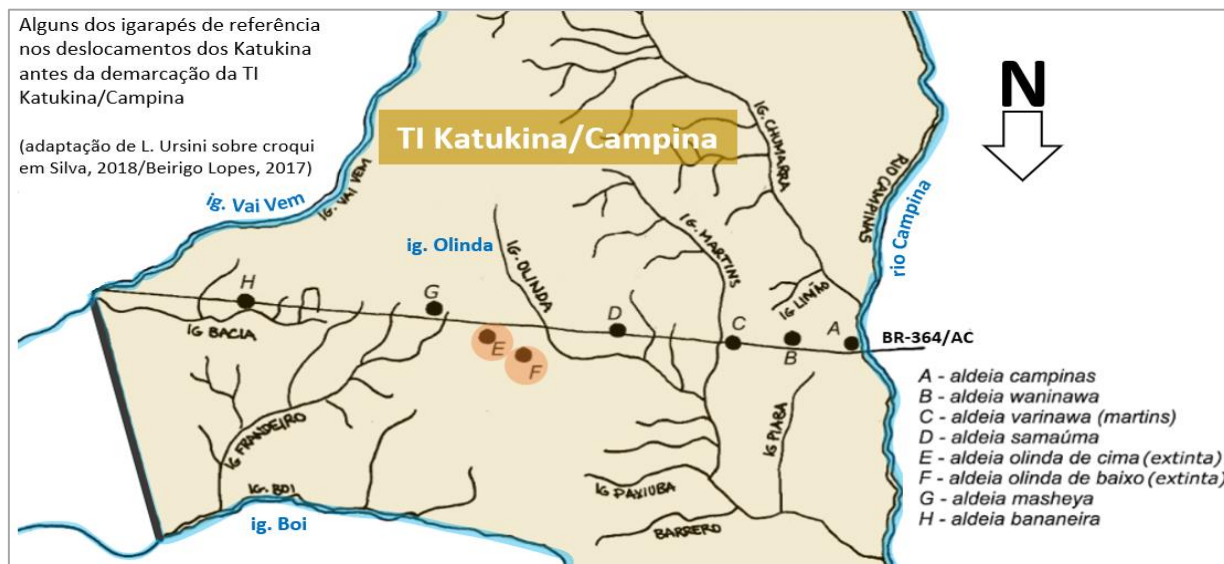 Alguns dos igarapés de referência
nos deslocamentos dos Katukina
antes da demarcação da TI
Katukina/Campina
(adaptação de L. Ursini sobre croqui
em Silva, 2018/Beirigo Lopes, 2017)
TI Katukina/Campina
N
IG. CHUMARRA
RIO CAMPINAS
rio Campina
ig. Vai Vem
IG. VAI VEM
ig. Olinda
IG. OLINDA
IG. MARTINS
IG LIMÃO
H
G
D
C
B
A
BR-364/AC
IG BACIA
E
F
IG FRANDEIRO
IG PIABA
IG PAXIUBA
BARRERO
IG. BOI
ig. Boi
A - aldeia campinas
B - aldeia waninawa
C - aldeia varinawa (martins)
D - aldeia samaúma
E - aldeia olinda de cima (extinta)
F - aldeia olinda de baixo (extinta)
G - aldeia masheya
H - aldeia bananeira